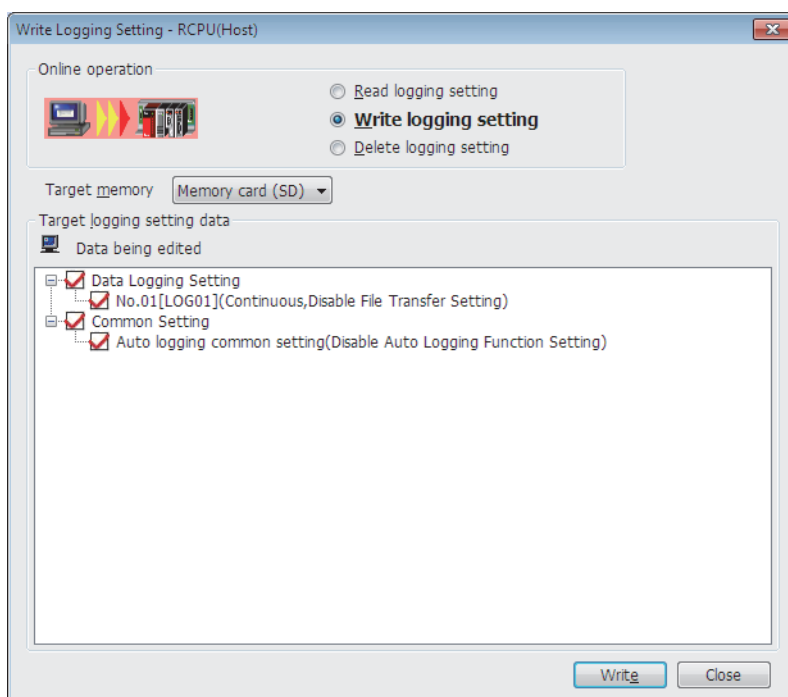 Write Logging Setting - RCPU(Host)
Online operation
Read logging setting
Write logging setting
Delete logging setting
Target memory Memory card (SD)
Target logging setting data
Data being edited
Data Logging Setting
No.01[LOG01](Continuous,Disable File Transfer Setting)
Common Setting
Auto logging common setting(Disable Auto Logging Function Setting)
Write Close